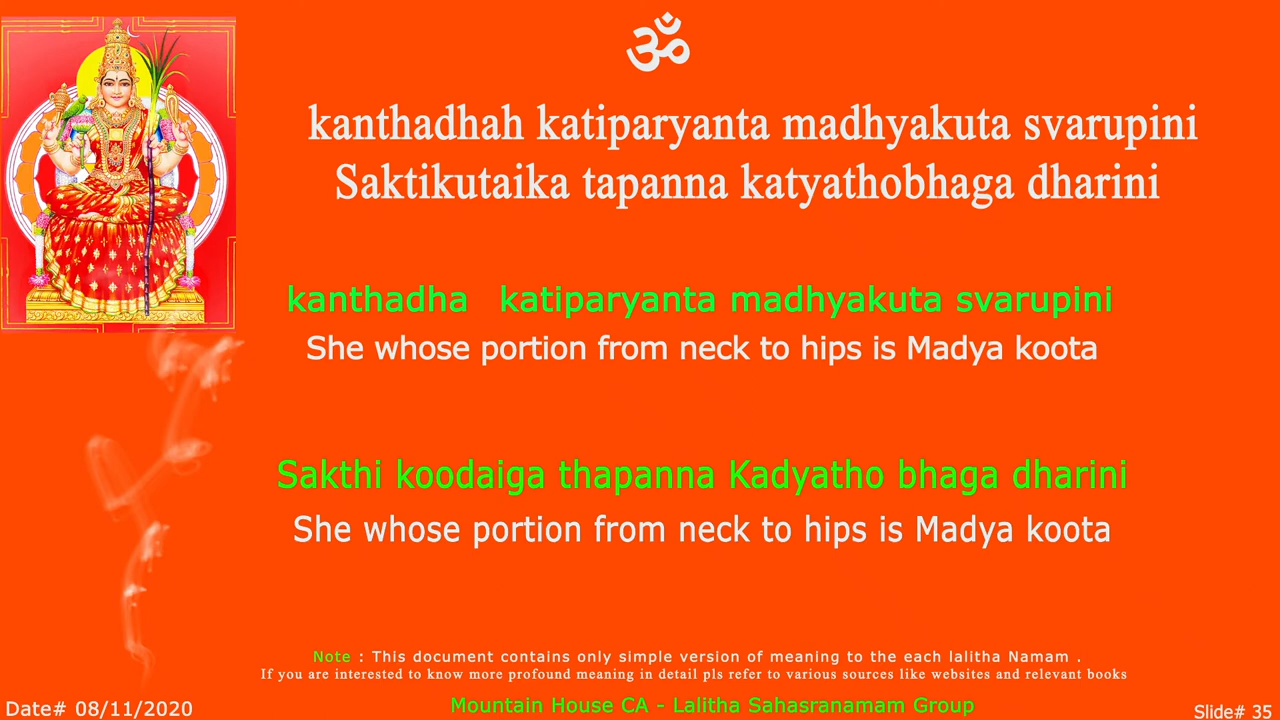 ॐ
kanthadhah katiparyanta madhyakuta svarupini
Saktikutaika tapanna katyathobhaga dharini
kanthadha katiparyanta madhyakuta svarupini
She whose portion from neck to hips is Madya koota
Sakthi koodaiga thapanna Kadyatho bhaga dharini
She whose portion from neck to hips is Madya koota
Note : This document contains only simple version of meaning to the each lalitha Namam .
If you are interested to know more profound meaning in detail pls refer to various sources like websites and relevant books
Mountain House CA - Lalitha Sahasranamam Group
Date# 08/11/2020
Slide# 35